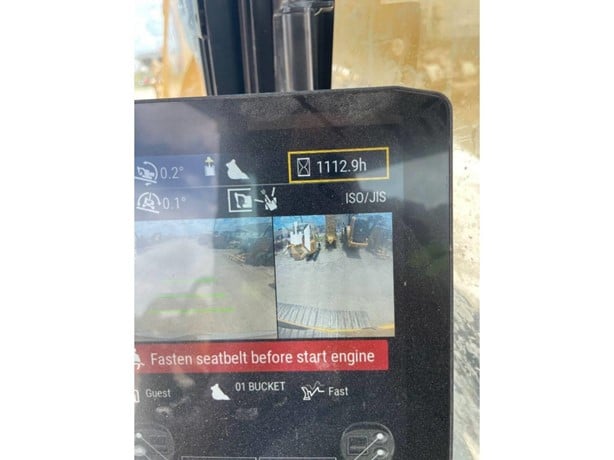 0.2°
1112.9h
0.1°
ISO/JIS
Fasten seatbelt before start engine
Guest
01 BUCKET
Fast